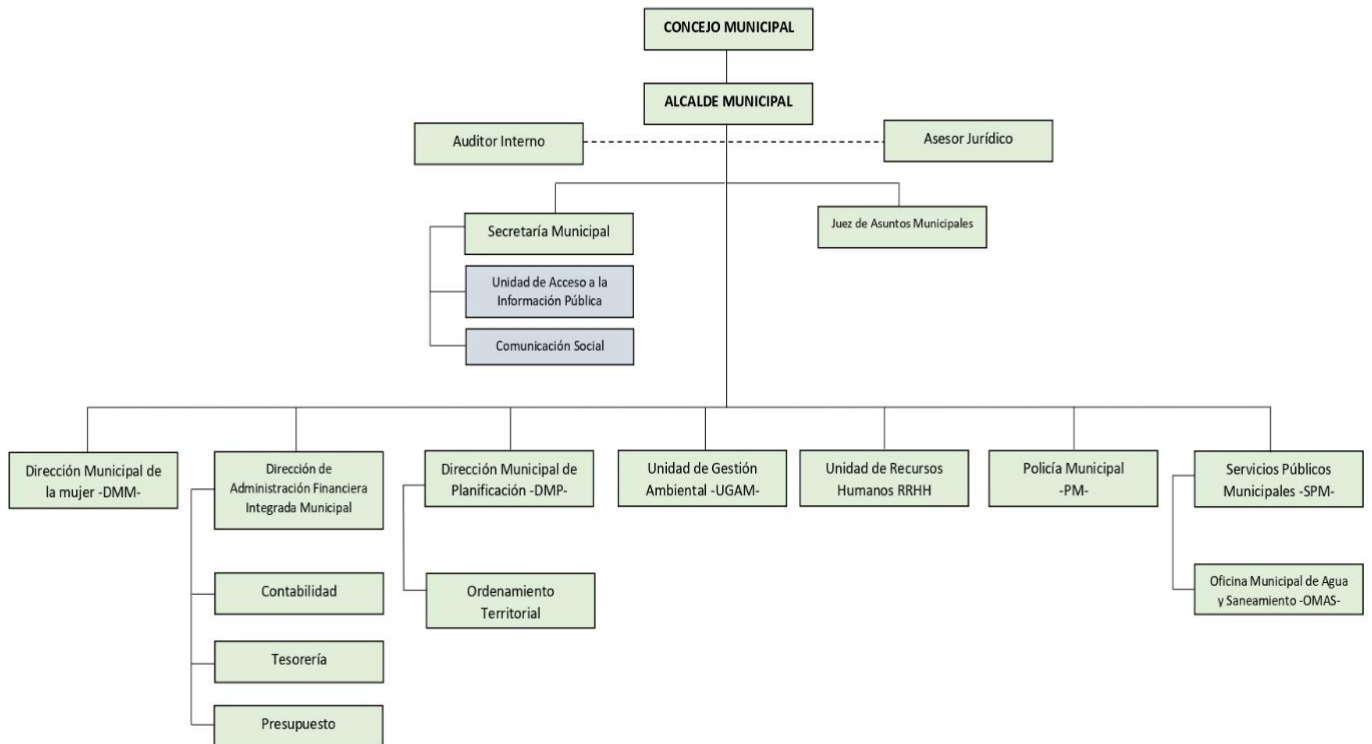 CONCEJO MUNICIPAL
ALCALDE MUNICIPAL
Auditor Interno
Asesor Jurídico
Secretaría Municipal
Juez de Asuntos Municipales
Unidad de Acceso a la
Información Pública
Comunicación Social
Dirección Municipal de
la mujer -DMM-
Dirección de
Administración Financiera
Integrada Municipal
Dirección Municipal de
Planificación -DMP-
Unidad de Gestión
Ambiental -UGAM-
Unidad de Recursos
Humanos RRHH
Policía Municipal
-PM-
Servicios Públicos
Municipales -SPM-
Contabilidad
Ordenamiento
Territorial
Oficina Municipal de Agua
y Saneamiento -OMAS-
Tesorería
Presupuesto